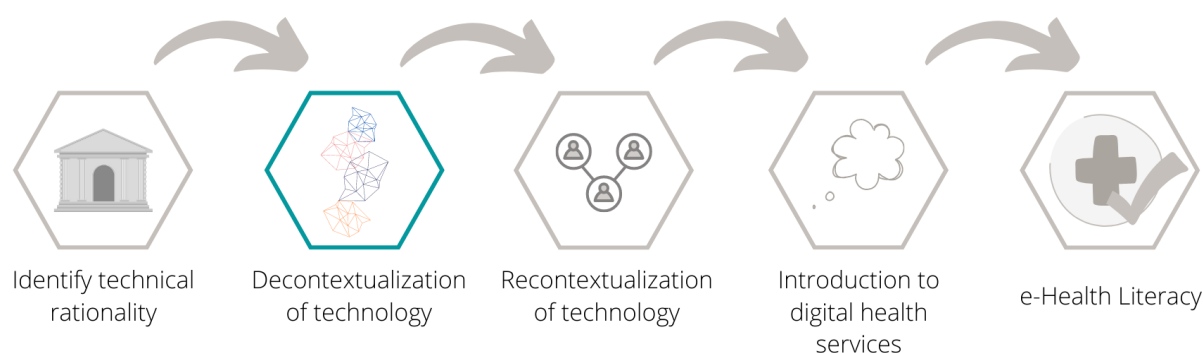 Identify technical
rationality
Decontextualization
of technology
Recontextualization
of technology
Introduction to
digital health
services
e-Health Literacy